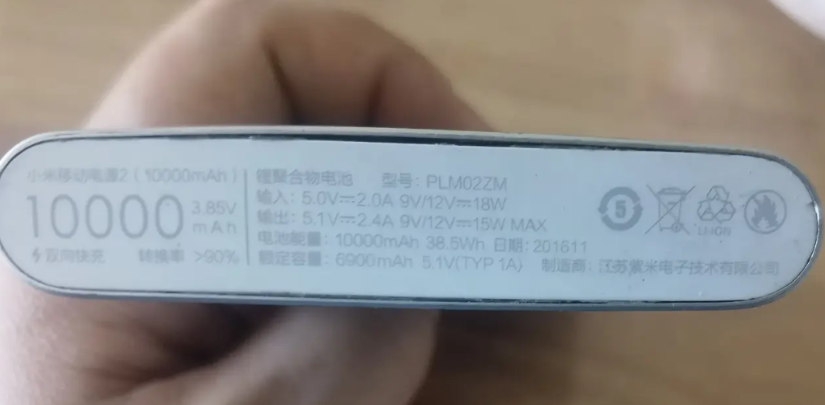 小米移动电源2（10000mAh）
10000 3.85V
mAh
双向快充 转换率 >90%
锂聚合物电池 型号: PLM02ZM
输入: 5.0V⎓2.0A 9V/12V⎓18W
输出: 5.1V⎓2.4A 9V/12V⎓15W MAX
电池能量: 10000mAh 38.5Wh 日期: 201611
额定容量: 6900mAh 5.1V(TYP 1A) 制造商: 江苏紫米电子技术有限公司
5
LI-ION